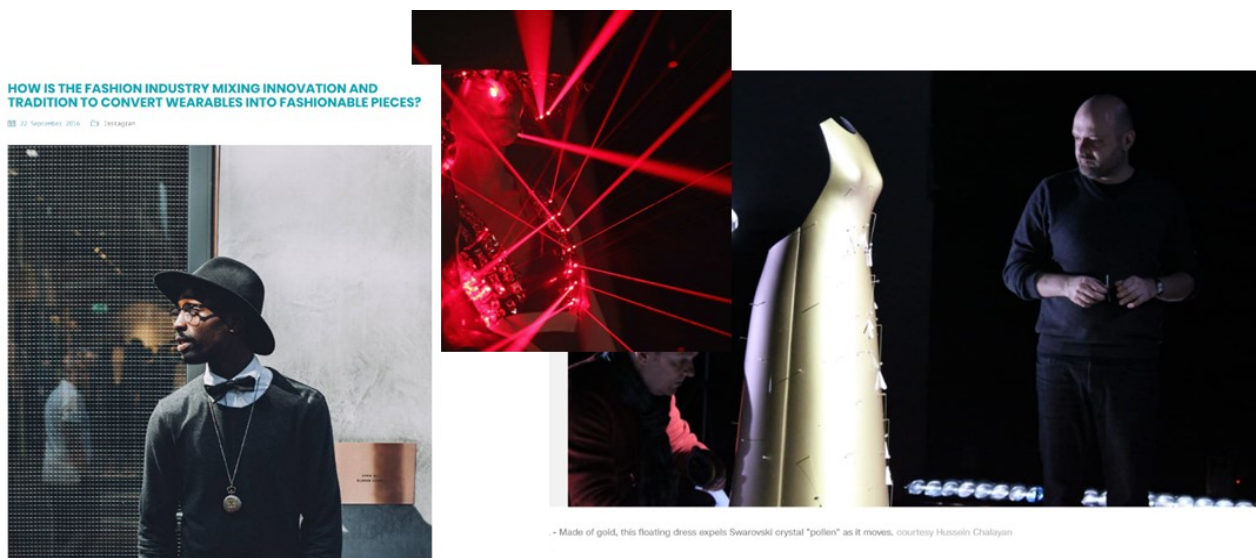 HOW IS THE FASHION INDUSTRY MIXING INNOVATION AND
TRADITION TO CONVERT WEARABLES INTO FASHIONABLE PIECES?
22 September 2016 Instagram
- Made of gold, this floating dress expels Swarovski crystal "pollen" as it moves. courtesy Hussein Chalayan